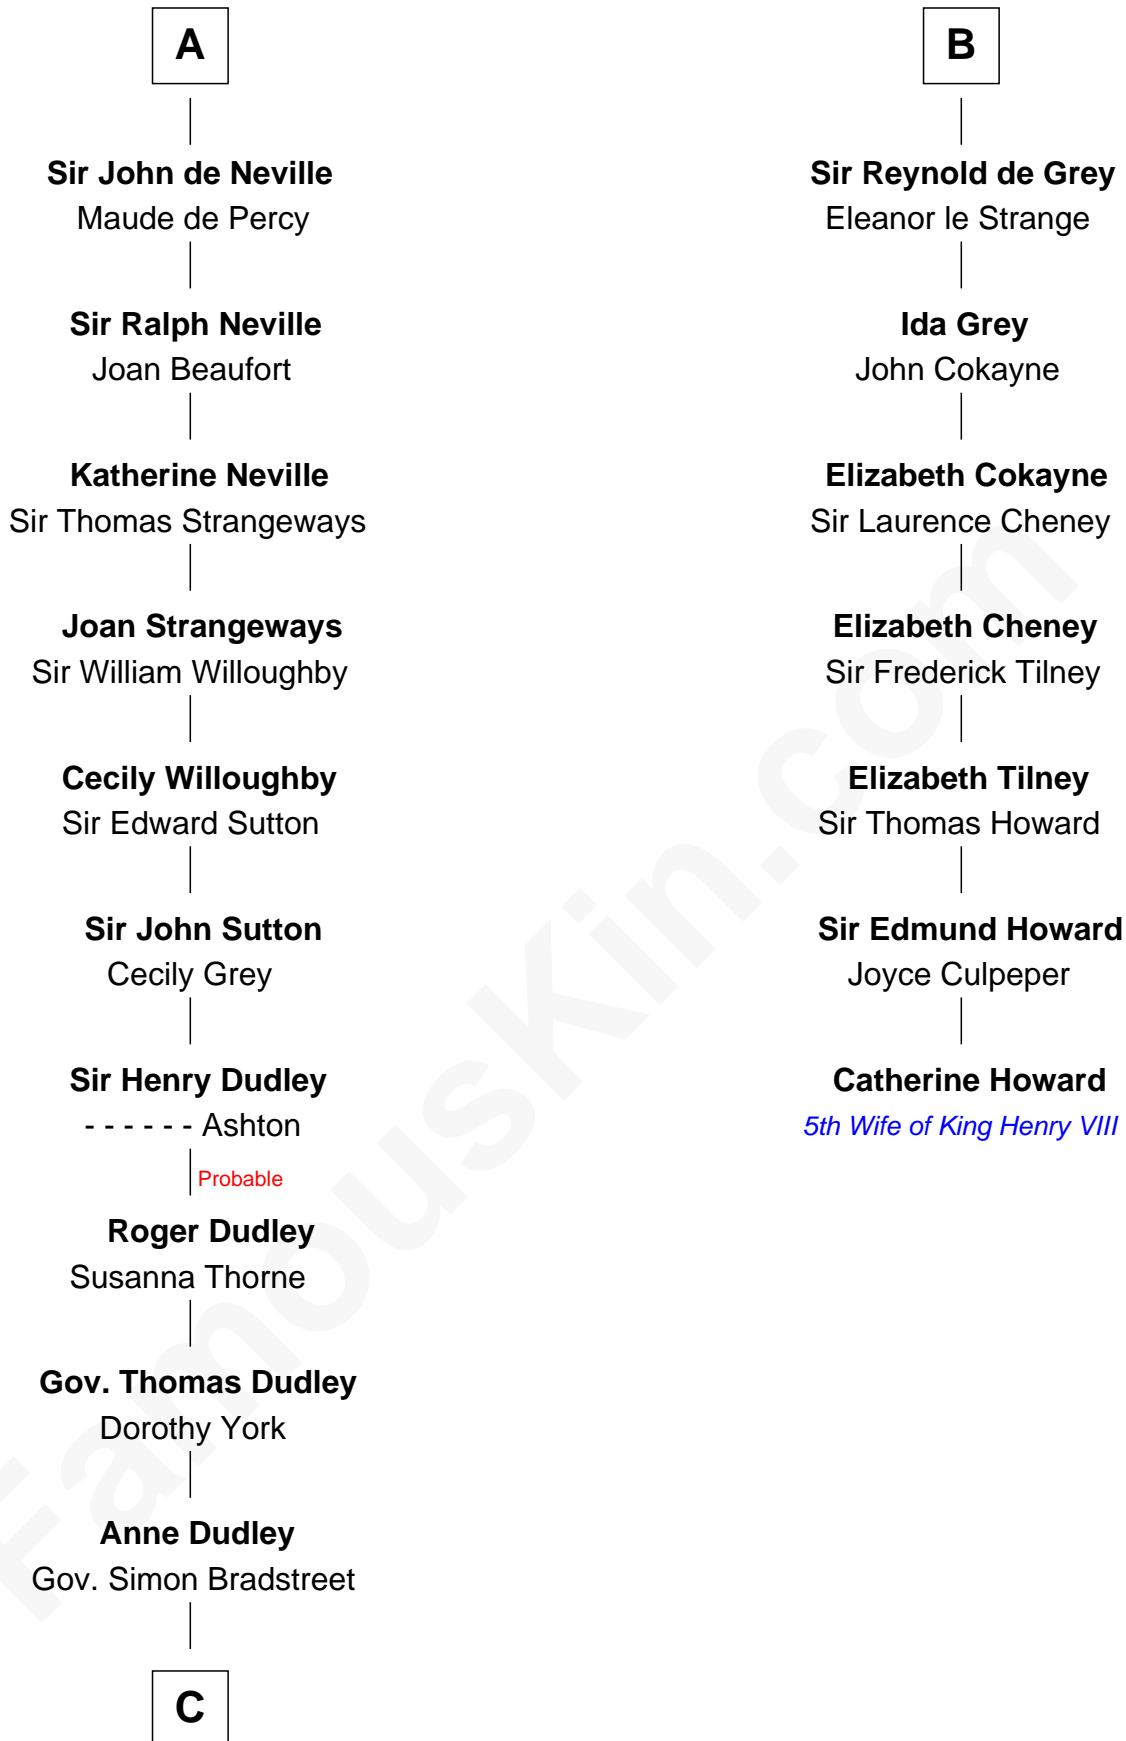 A
Sir John de Neville
Maude de Percy
Sir Ralph Neville
Joan Beaufort
Katherine Neville
Sir Thomas Strangeways
Joan Strangeways
Sir William Willoughby
Cecily Willoughby
Sir Edward Sutton
Sir John Sutton
Cecily Grey
Sir Henry Dudley
- - - - - - Ashton
Probable
Roger Dudley
Susanna Thorne
Gov. Thomas Dudley
Dorothy York
Anne Dudley
Gov. Simon Bradstreet
C
B
Sir Reynold de Grey
Eleanor le Strange
Ida Grey
John Cokayne
Elizabeth Cokayne
Sir Laurence Cheney
Elizabeth Cheney
Sir Frederick Tilney
Elizabeth Tilney
Sir Thomas Howard
Sir Edmund Howard
Joyce Culpeper
Catherine Howard
5th Wife of King Henry VIII
FamousKin.com